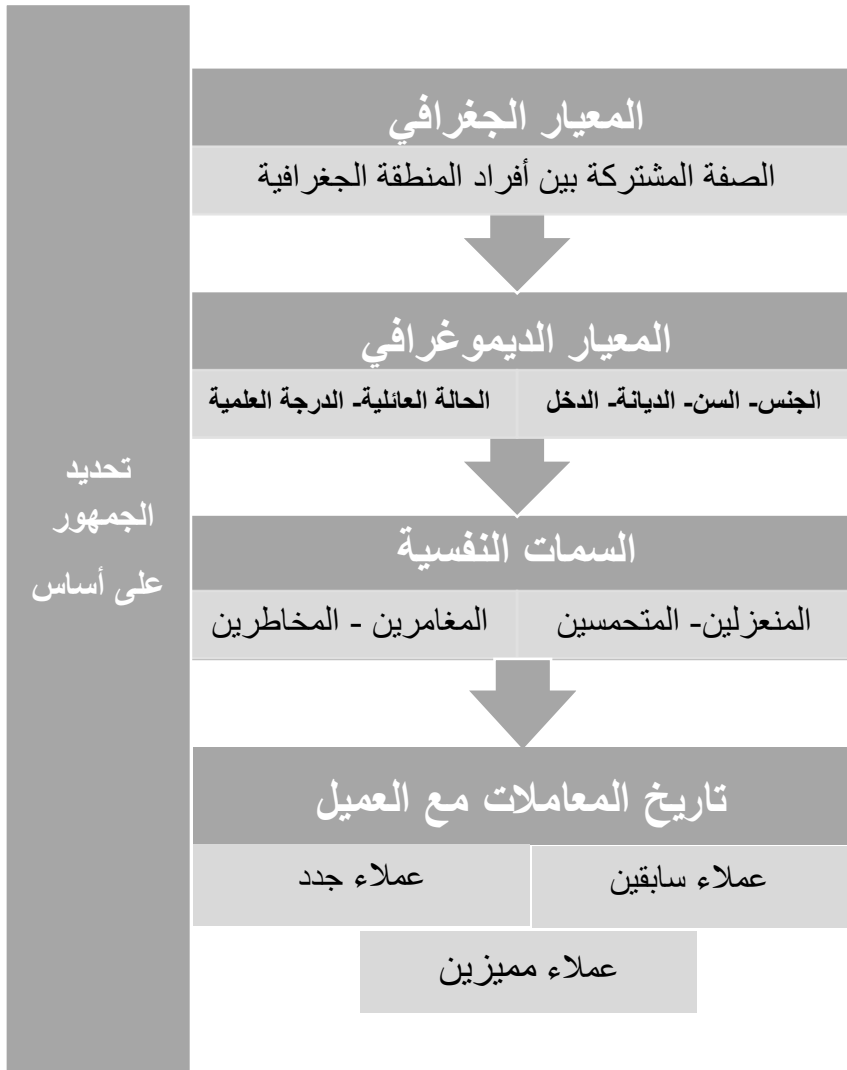 المعيار الجغرافي
الصفة المشتركة بين أفراد المنطقة الجغرافية
المعيار الديموغرافي
الجنس- السن- الديانة- الدخل
الحالة العائلية- الدرجة العلمية
السمات النفسية
المنعزلين- المتحمسين
المغامرين - المخاطرين
تاريخ المعاملات مع العميل
عملاء سابقين
عملاء جدد
عملاء مميزين
تحديد
الجمهور
على أساس